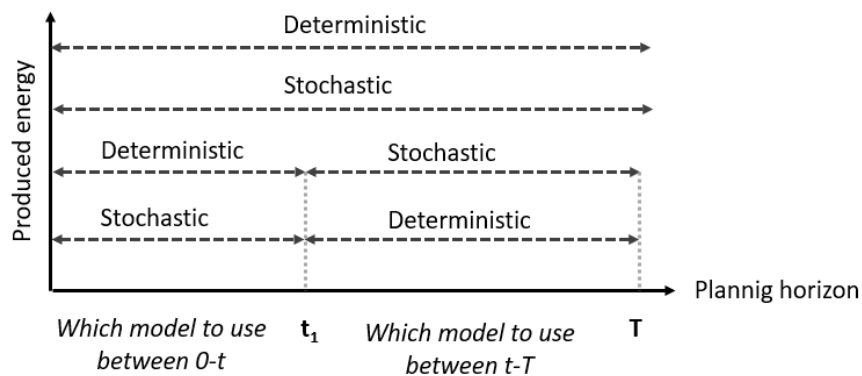 Deterministic
Stochastic
Deterministic
Stochastic
Stochastic
Deterministic
Produced energy
Plannig horizon
Which model to use
between 0-t
t₁
Which model to use
between t-T
T